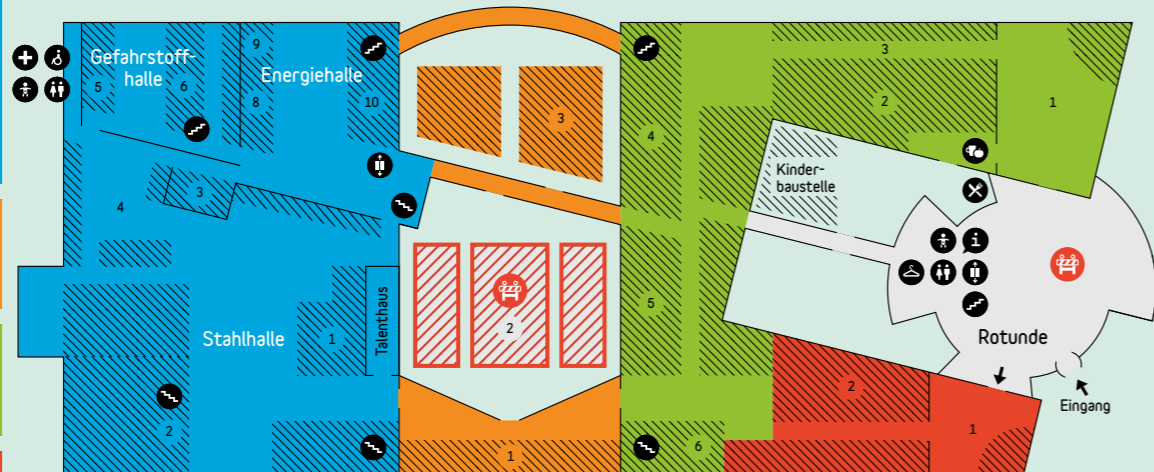 Gefahrstoff-
halle
5
6
9
8
Energiehalle
10
3
4
Stahlhalle
1
Talenthaus
2
3
2
1
4
3
2
1
Kinder-
baustelle
5
6
i
Rotunde
Eingang
2
1